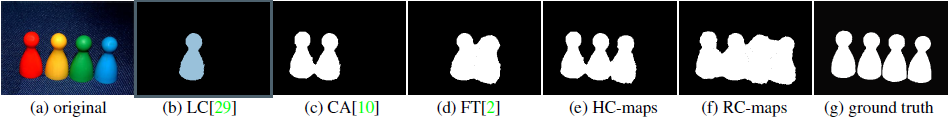 (a) original (b) LC[29] (c) CA[10] (d) FT[2] (e) HC-maps (f) RC-maps (g) ground truth